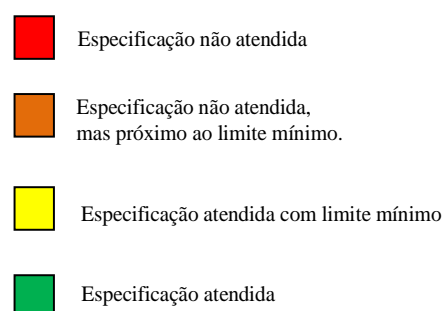 Especificação não atendida
Especificação não atendida,
mas próximo ao limite mínimo.
Especificação atendida com limite mínimo
Especificação atendida